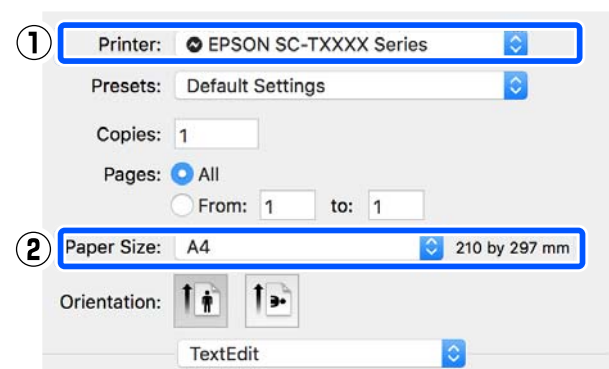 ① Printer: EPSON SC-TXXXX Series
Presets: Default Settings
Copies: 1
Pages: All
From: 1 to: 1
② Paper Size: A4 210 by 297 mm
Orientation:
TextEdit